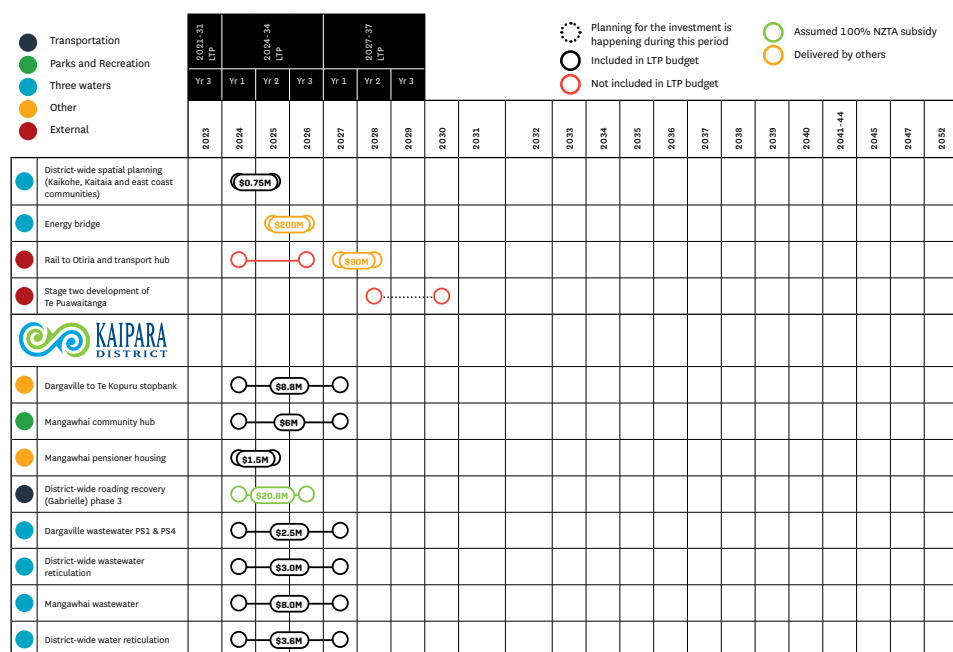 Transportation
Parks and Recreation
Three waters
Other
External
2021-31
LTP
2024-34
LTP
2027-37
LTP
Yr 3
Yr 1
Yr 2
Yr 3
Yr 1
Yr 2
Yr 3
Planning for the investment is
happening during this period
Included in LTP budget
Not included in LTP budget
Assumed 100% NZTA subsidy
Delivered by others
2023
2024
2025
2026
2027
2028
2029
2030
2031
2032
2033
2034
2035
2036
2037
2038
2039
2040
2041-44
2045
2047
2052
District-wide spatial planning
(Kaikohe, Kaitaia and east coast
communities)
$0.75M
Energy bridge
$200M
Rail to Otiria and transport hub
$90M
Stage two development of
Te Puawaitanga
KAIPARA
DISTRICT
Dargaville to Te Kopuru stopbank
$8.8M
Mangawhai community hub
$6M
Mangawhai pensioner housing
$1.5M
District-wide roading recovery
(Gabrielle) phase 3
$20.8M
Dargaville wastewater PS1 & PS4
$2.5M
District-wide wastewater
reticulation
$3.0M
Mangawhai wastewater
$8.0M
District-wide water reticulation
$3.6M